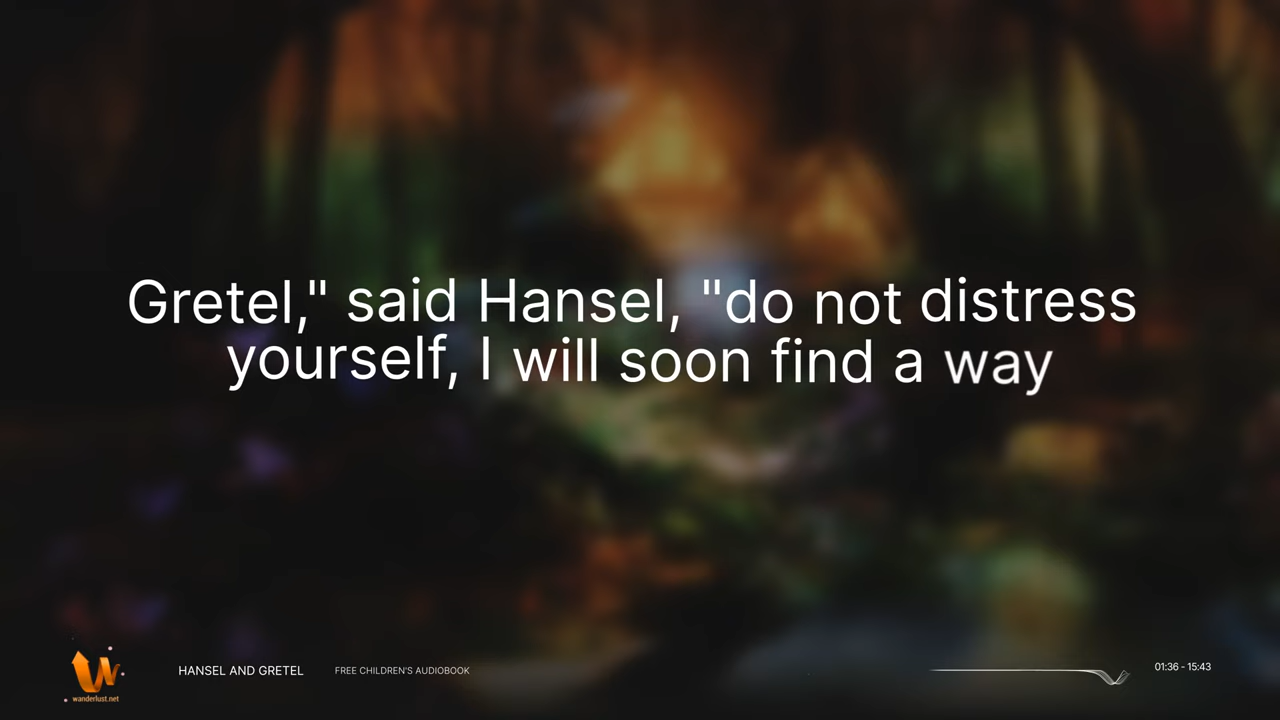 Gretel," said Hansel, "do not distress
yourself, I will soon find a way
W
wanderlust.net
HANSEL AND GRETEL
FREE CHILDREN'S AUDIOBOOK
01:36 - 15:43